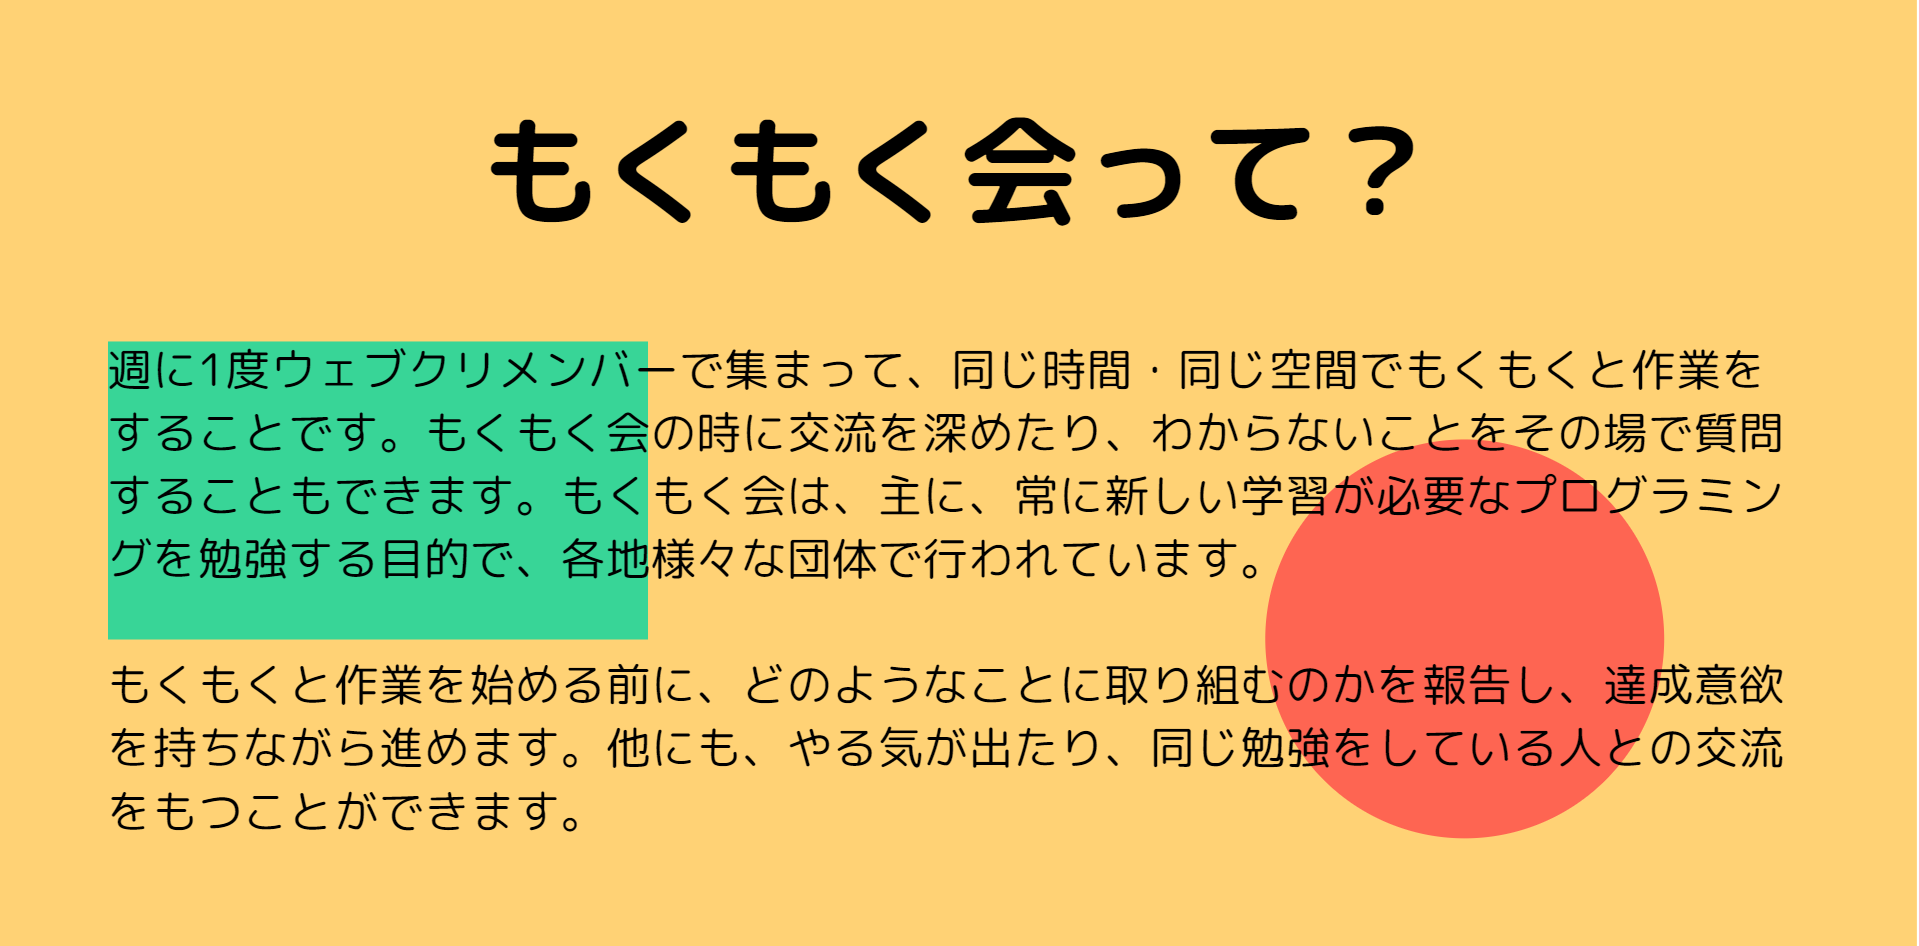 もくもく会って？
週に1度ウェブクリメンバーで集まって、同じ時間・同じ空間でもくもくと作業を
することです。もくもく会の時に交流を深めたり、わからないことをその場で質問
することもできます。もくもく会は、主に、常に新しい学習が必要なプログラミン
グを勉強する目的で、各地様々な団体で行われています。
もくもくと作業を始める前に、どのようなことに取り組むのかを報告し、達成意欲
を持ちながら進めます。他にも、やる気が出たり、同じ勉強をしている人との交流
をもつことができます。